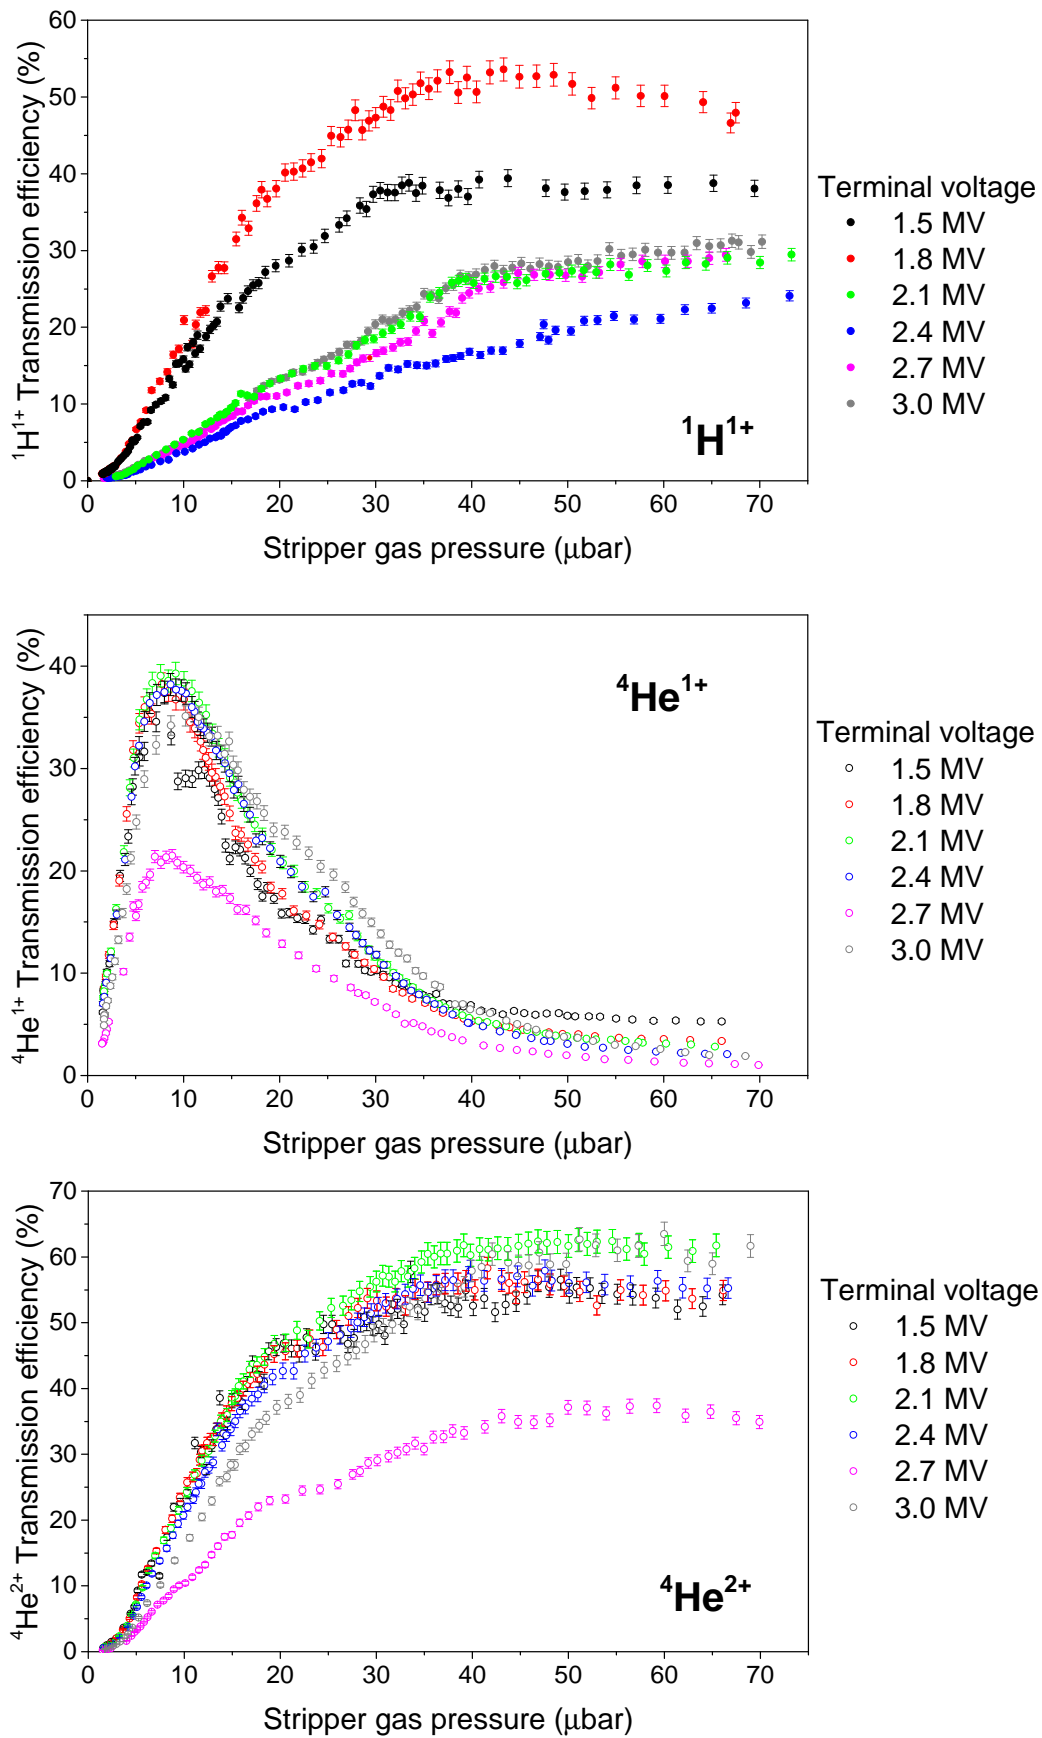 60
50
40
30
20
10
0
¹H¹⁺ Transmission efficiency (%)
0 10 20 30 40 50 60 70
Stripper gas pressure (μbar)
¹H¹⁺
Terminal voltage
1.5 MV
1.8 MV
2.1 MV
2.4 MV
2.7 MV
3.0 MV
40
30
20
10
0
⁴He¹⁺ Transmission efficiency (%)
0 10 20 30 40 50 60 70
Stripper gas pressure (μbar)
⁴He¹⁺
Terminal voltage
1.5 MV
1.8 MV
2.1 MV
2.4 MV
2.7 MV
3.0 MV
70
60
50
40
30
20
10
0
⁴He²⁺ Transmission efficiency (%)
0 10 20 30 40 50 60 70
Stripper gas pressure (μbar)
⁴He²⁺
Terminal voltage
1.5 MV
1.8 MV
2.1 MV
2.4 MV
2.7 MV
3.0 MV